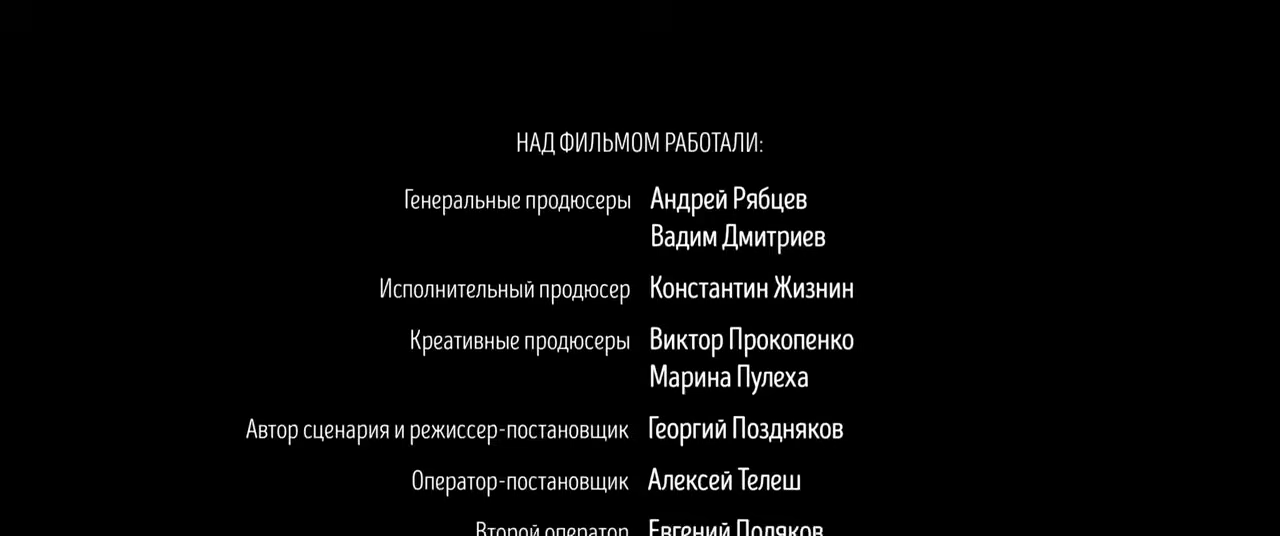 НАД ФИЛЬМОМ РАБОТАЛИ:
Генеральные продюсеры Андрей Рябцев
Вадим Дмитриев
Исполнительный продюсер Константин Жизнин
Креативные продюсеры Виктор Прокопенко
Марина Пулеха
Автор сценария и режиссер-постановщик Георгий Поздняков
Оператор-постановщик Алексей Телеш
Второй оператор Евгений Поляков